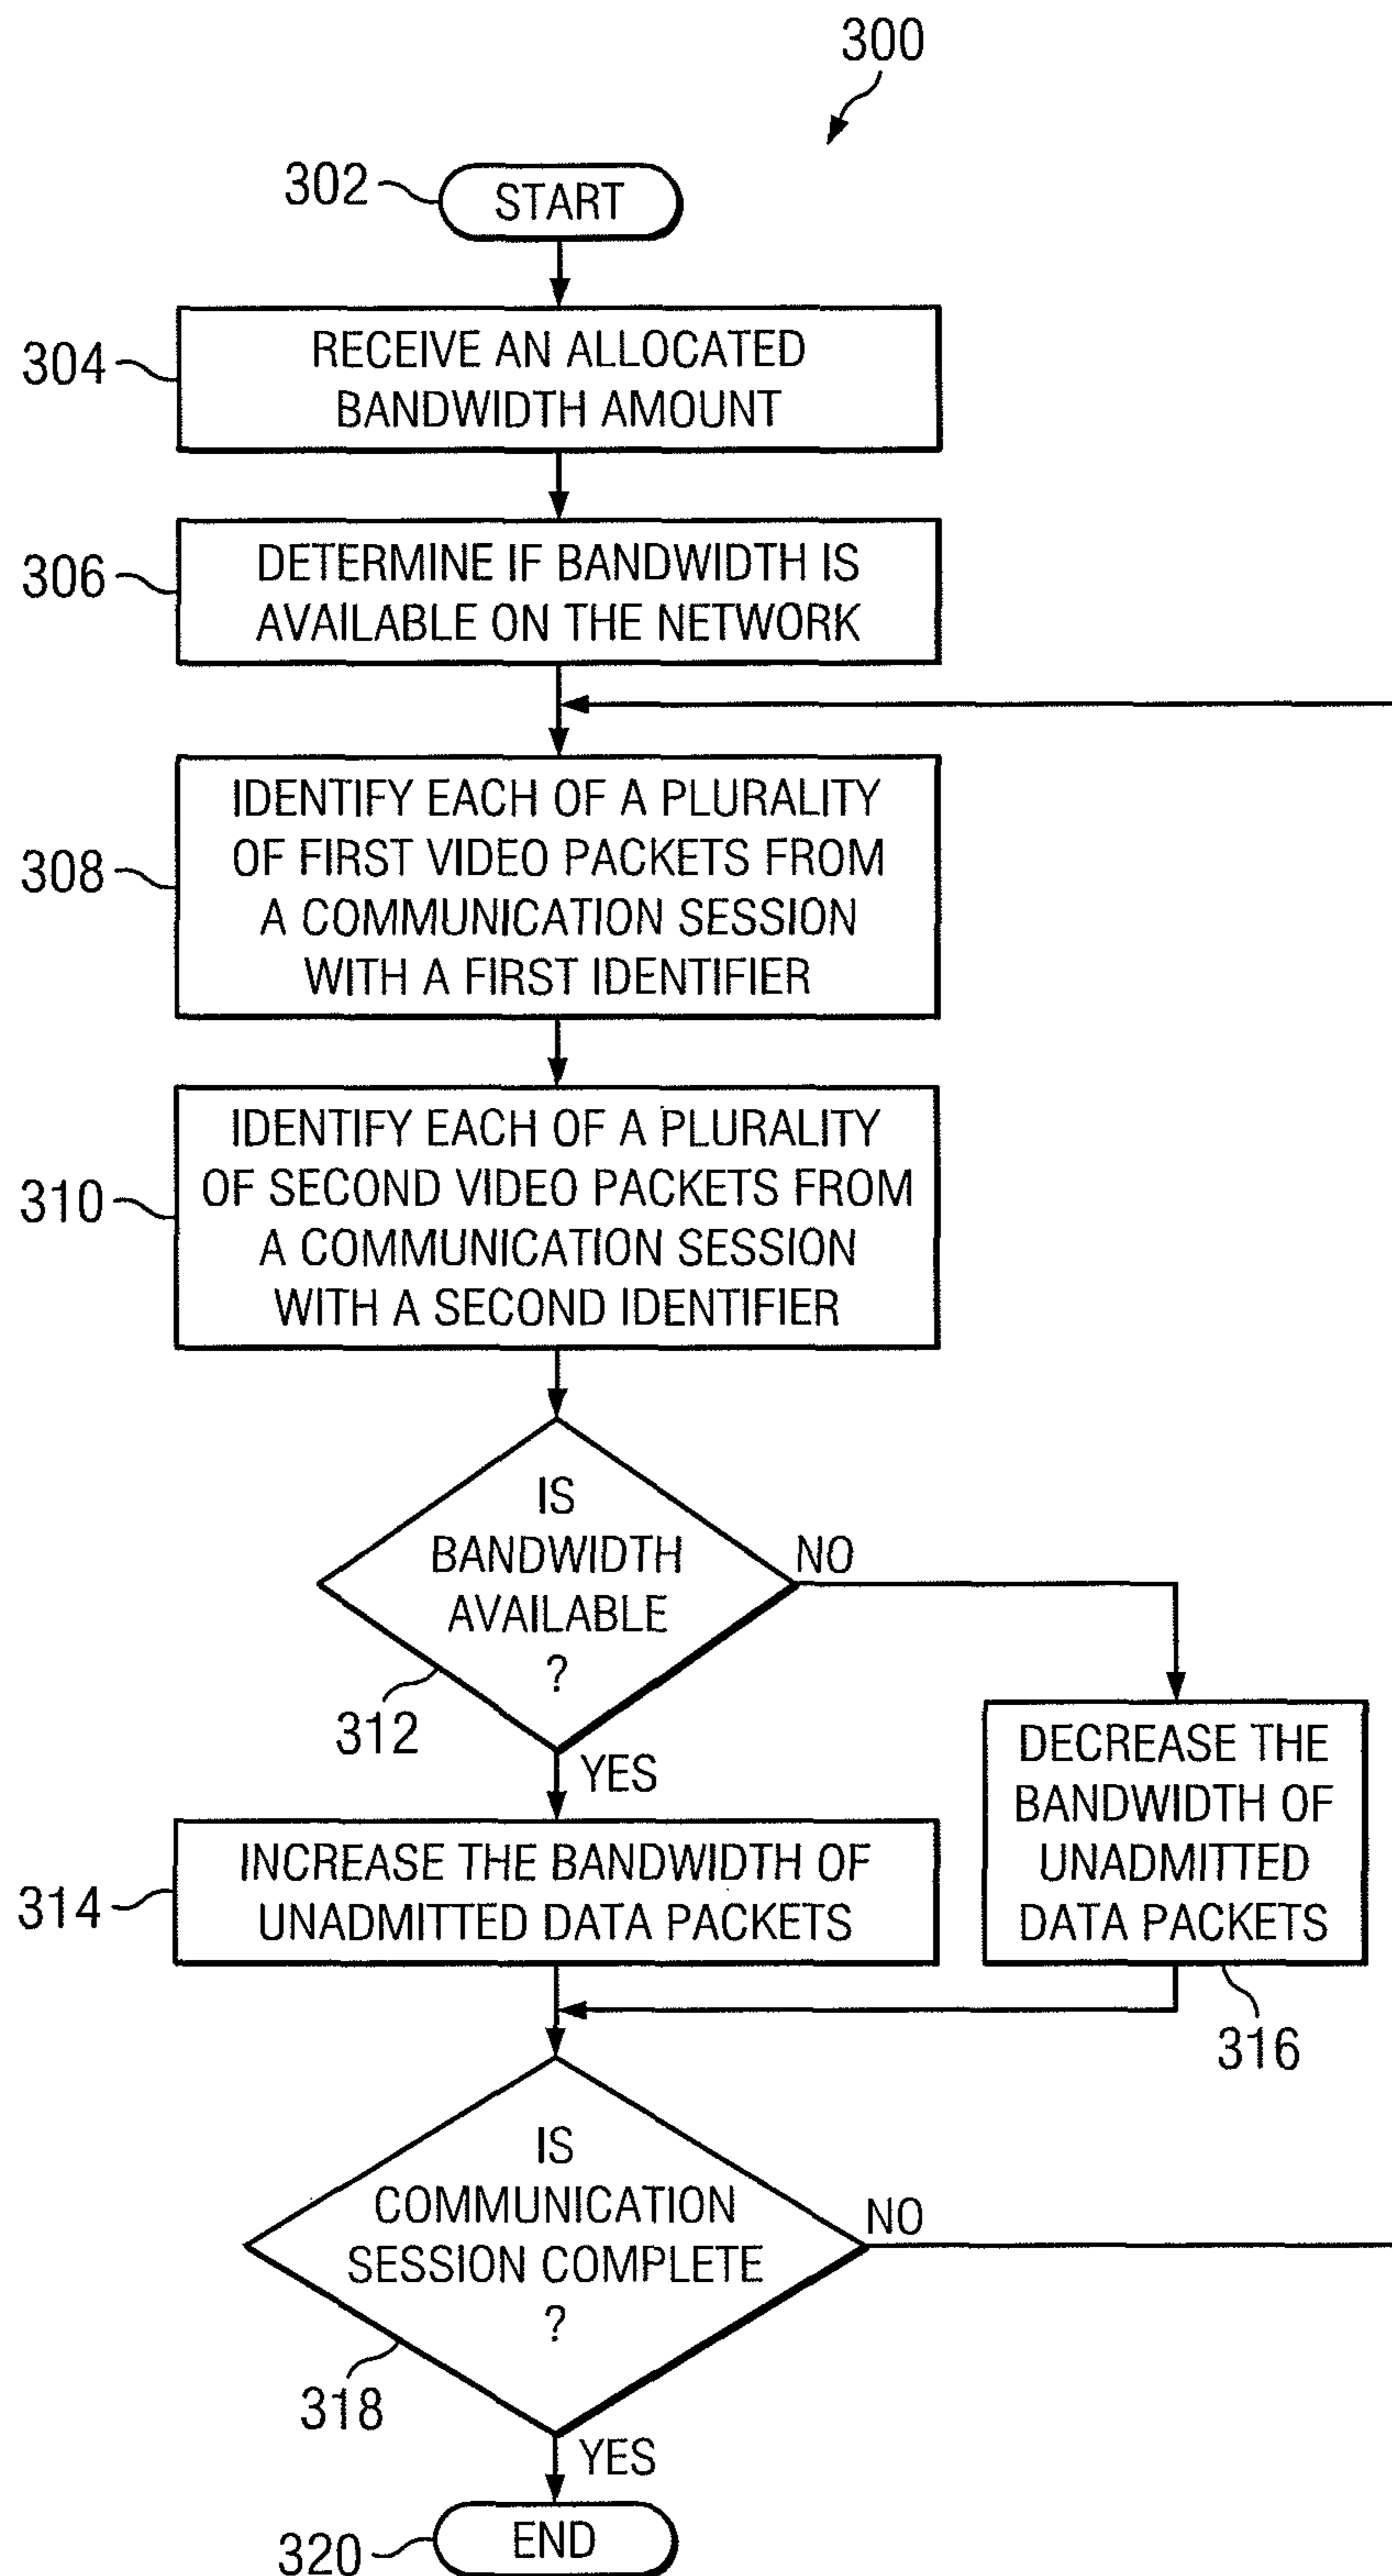 300
302
START
304
RECEIVE AN ALLOCATED
BANDWIDTH AMOUNT
306
DETERMINE IF BANDWIDTH IS
AVAILABLE ON THE NETWORK
308
IDENTIFY EACH OF A PLURALITY
OF FIRST VIDEO PACKETS FROM
A COMMUNICATION SESSION
WITH A FIRST IDENTIFIER
310
IDENTIFY EACH OF A PLURALITY
OF SECOND VIDEO PACKETS FROM
A COMMUNICATION SESSION
WITH A SECOND IDENTIFIER
IS
BANDWIDTH
AVAILABLE
?
NO
312
YES
314
INCREASE THE BANDWIDTH OF
UNADMITTED DATA PACKETS
DECREASE THE
BANDWIDTH OF
UNADMITTED
DATA PACKETS
316
IS
COMMUNICATION
SESSION COMPLETE
?
NO
318
YES
320
END